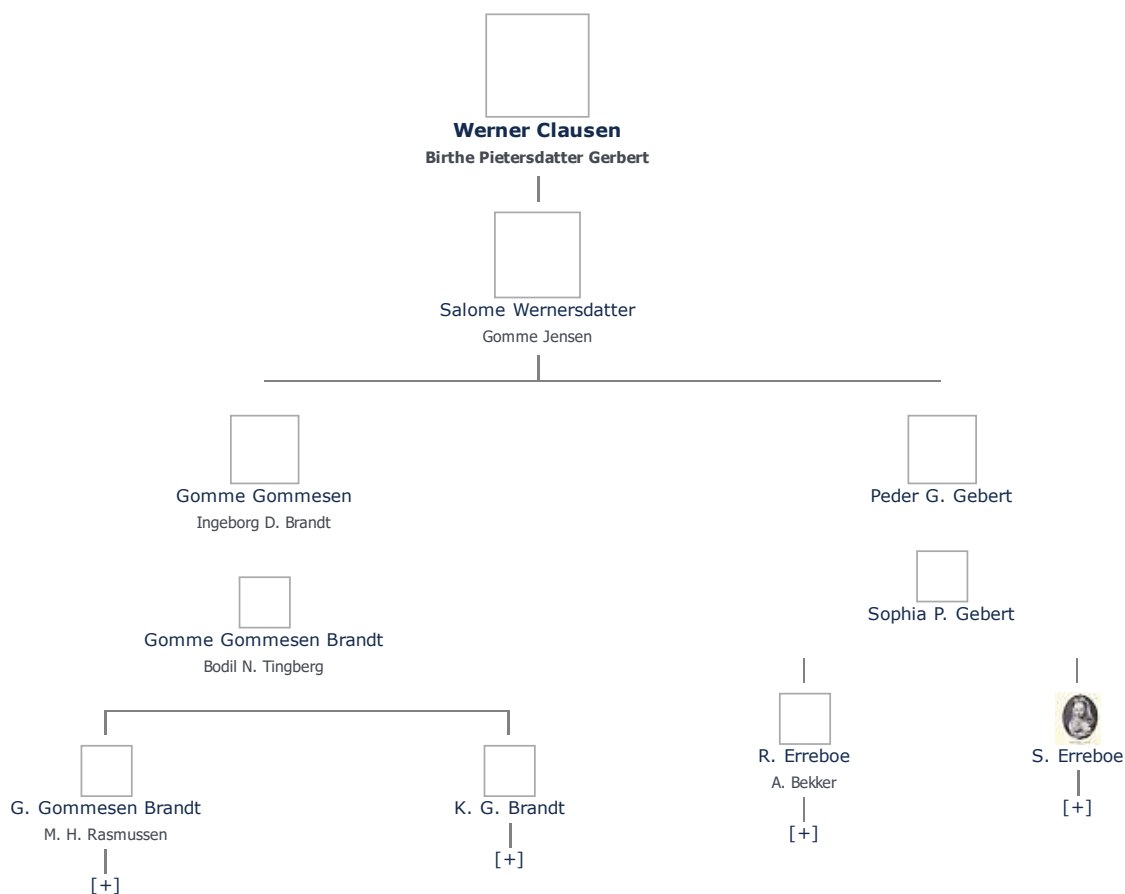 Werner Clausen
Birthe Pietersdatter Gerbert
Salome Wernersdatter
Gomme Jensen
Gomme Gommesen
Ingeborg D. Brandt
Peder G. Gebert
Gomme Gommesen Brandt
Bodil N. Tingberg
Sophia P. Gebert
G. Gommesen Brandt
M. H. Rasmussen
[+]
K. G. Brandt
[+]
R. Erreboe
A. Bekker
[+]
S. Erreboe
[+]